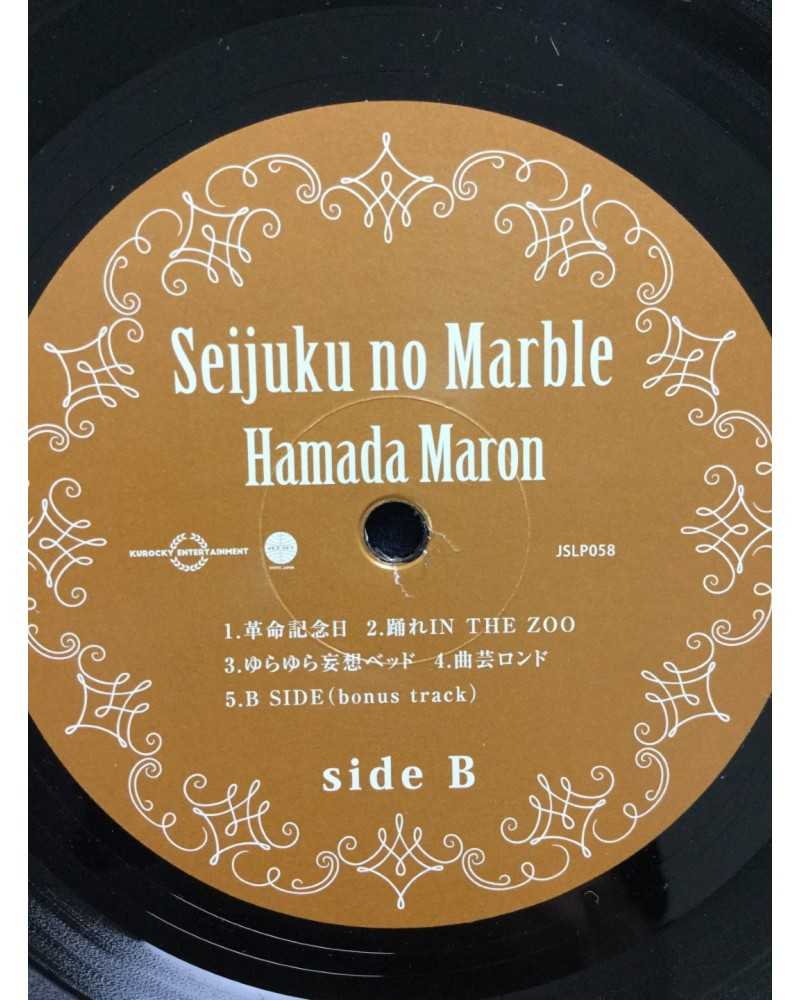 Seijuku no Marble
Hamada Maron
KUROCKY ENTERTAINMENT
JSLP058
1.革命記念日 2.踊れIN THE ZOO
3.ゆらゆら妄想ベッド 4.曲芸ロンド
5.B SIDE(bonus track)
side B